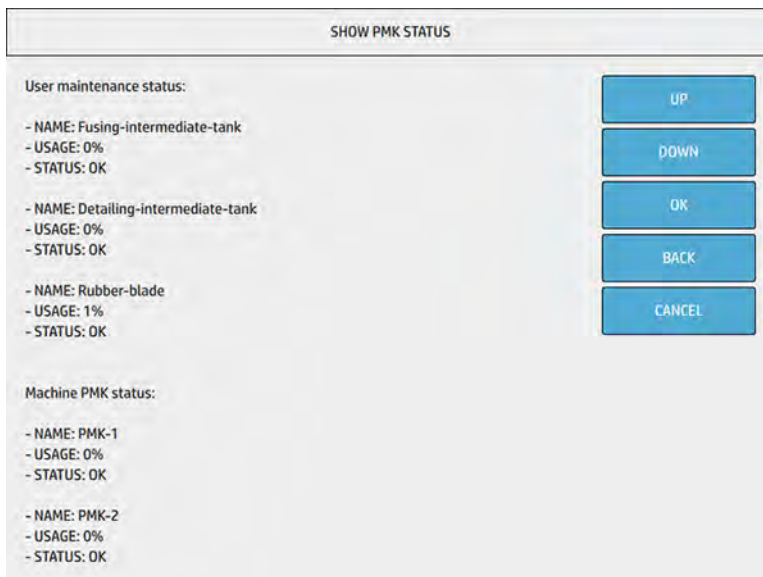 SHOW PMK STATUS
User maintenance status:
- NAME: Fusing-intermediate-tank
- USAGE: 0%
- STATUS: OK
- NAME: Detailing-intermediate-tank
- USAGE: 0%
- STATUS: OK
- NAME: Rubber-blade
- USAGE: 1%
- STATUS: OK
Machine PMK status:
- NAME: PMK-1
- USAGE: 0%
- STATUS: OK
- NAME: PMK-2
- USAGE: 0%
- STATUS: OK
UP
DOWN
OK
BACK
CANCEL